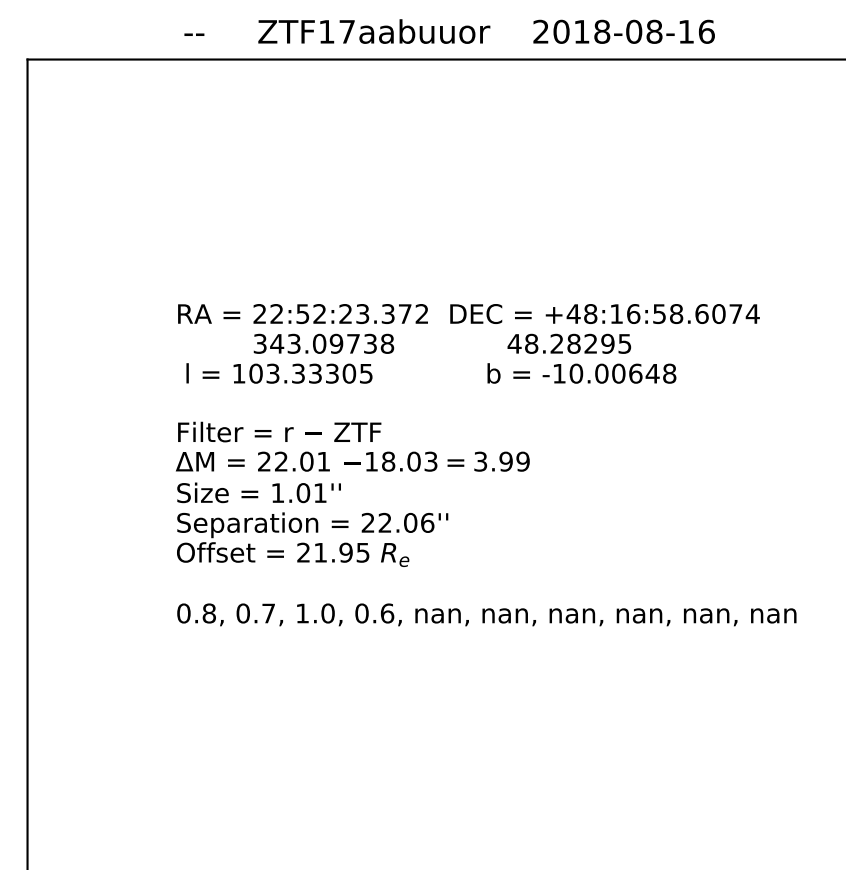 -- ZTF17aabuuor 2018-08-16
RA = 22:52:23.372 DEC = +48:16:58.6074
343.09738 48.28295
l = 103.33305 b = -10.00648
Filter = r − ZTF
ΔM = 22.01 −18.03 = 3.99
Size = 1.01''
Separation = 22.06''
Offset = 21.95 Re
0.8, 0.7, 1.0, 0.6, nan, nan, nan, nan, nan, nan